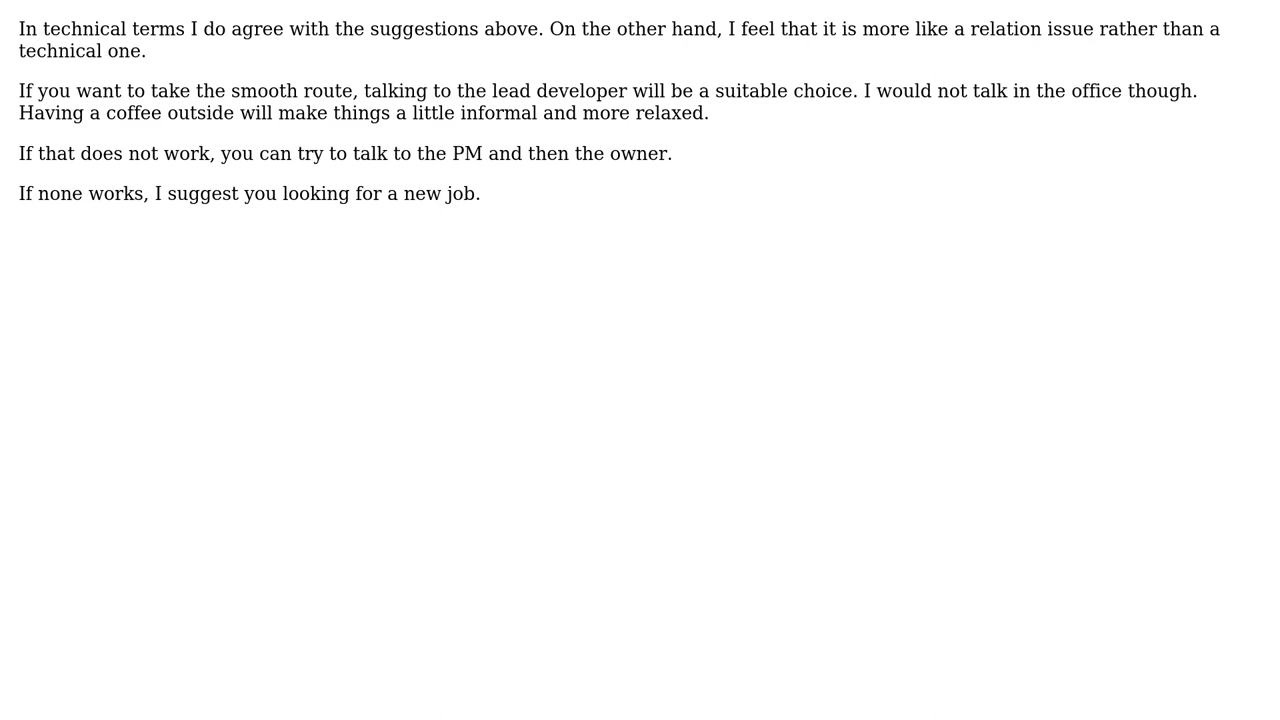 In technical terms I do agree with the suggestions above. On the other hand, I feel that it is more like a relation issue rather than a
technical one.
If you want to take the smooth route, talking to the lead developer will be a suitable choice. I would not talk in the office though.
Having a coffee outside will make things a little informal and more relaxed.
If that does not work, you can try to talk to the PM and then the owner.
If none works, I suggest you looking for a new job.